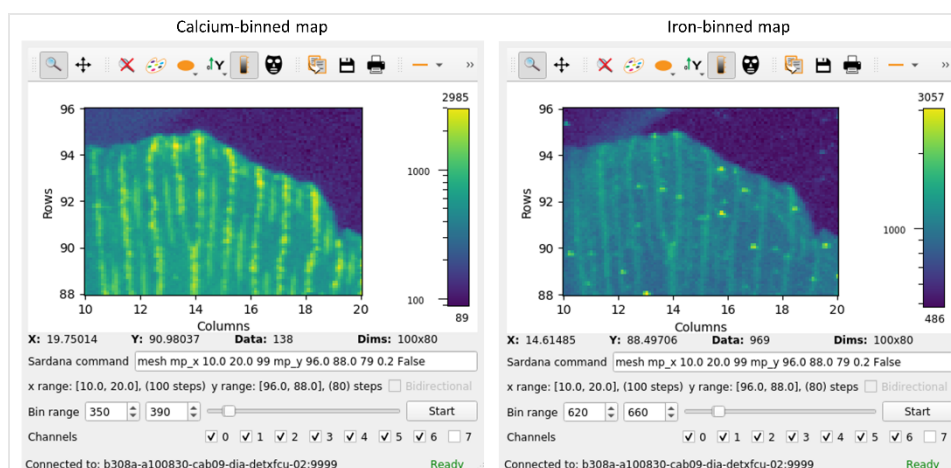 Calcium-binned map
Iron-binned map
Y
»
Y
»
96
94
92
90
88
Rows
10 12 14 16 18 20
Columns
2985
1000
100
89
96
94
92
90
88
Rows
10 12 14 16 18 20
Columns
3057
1000
486
X: 19.75014 Y: 90.98037 Data: 138 Dims: 100x80
Sardana command mesh mp_x 10.0 20.0 99 mp_y 96.0 88.0 79 0.2 False
x range: [10.0, 20.0], (100 steps) y range: [96.0, 88.0], (80) steps Bidirectional
Bin range 350 390 Start
Channels 0 1 2 3 4 5 6 7
Connected to: b308a-a100830-cab09-dia-detxfcu-02:9999 Ready
X: 14.61485 Y: 88.49706 Data: 969 Dims: 100x80
Sardana command mesh mp_x 10.0 20.0 99 mp_y 96.0 88.0 79 0.2 False
x range: [10.0, 20.0], (100 steps) y range: [96.0, 88.0], (80) steps Bidirectional
Bin range 620 660 Start
Channels 0 1 2 3 4 5 6 7
Connected to: b308a-a100830-cab09-dia-detxfcu-02:9999 Ready